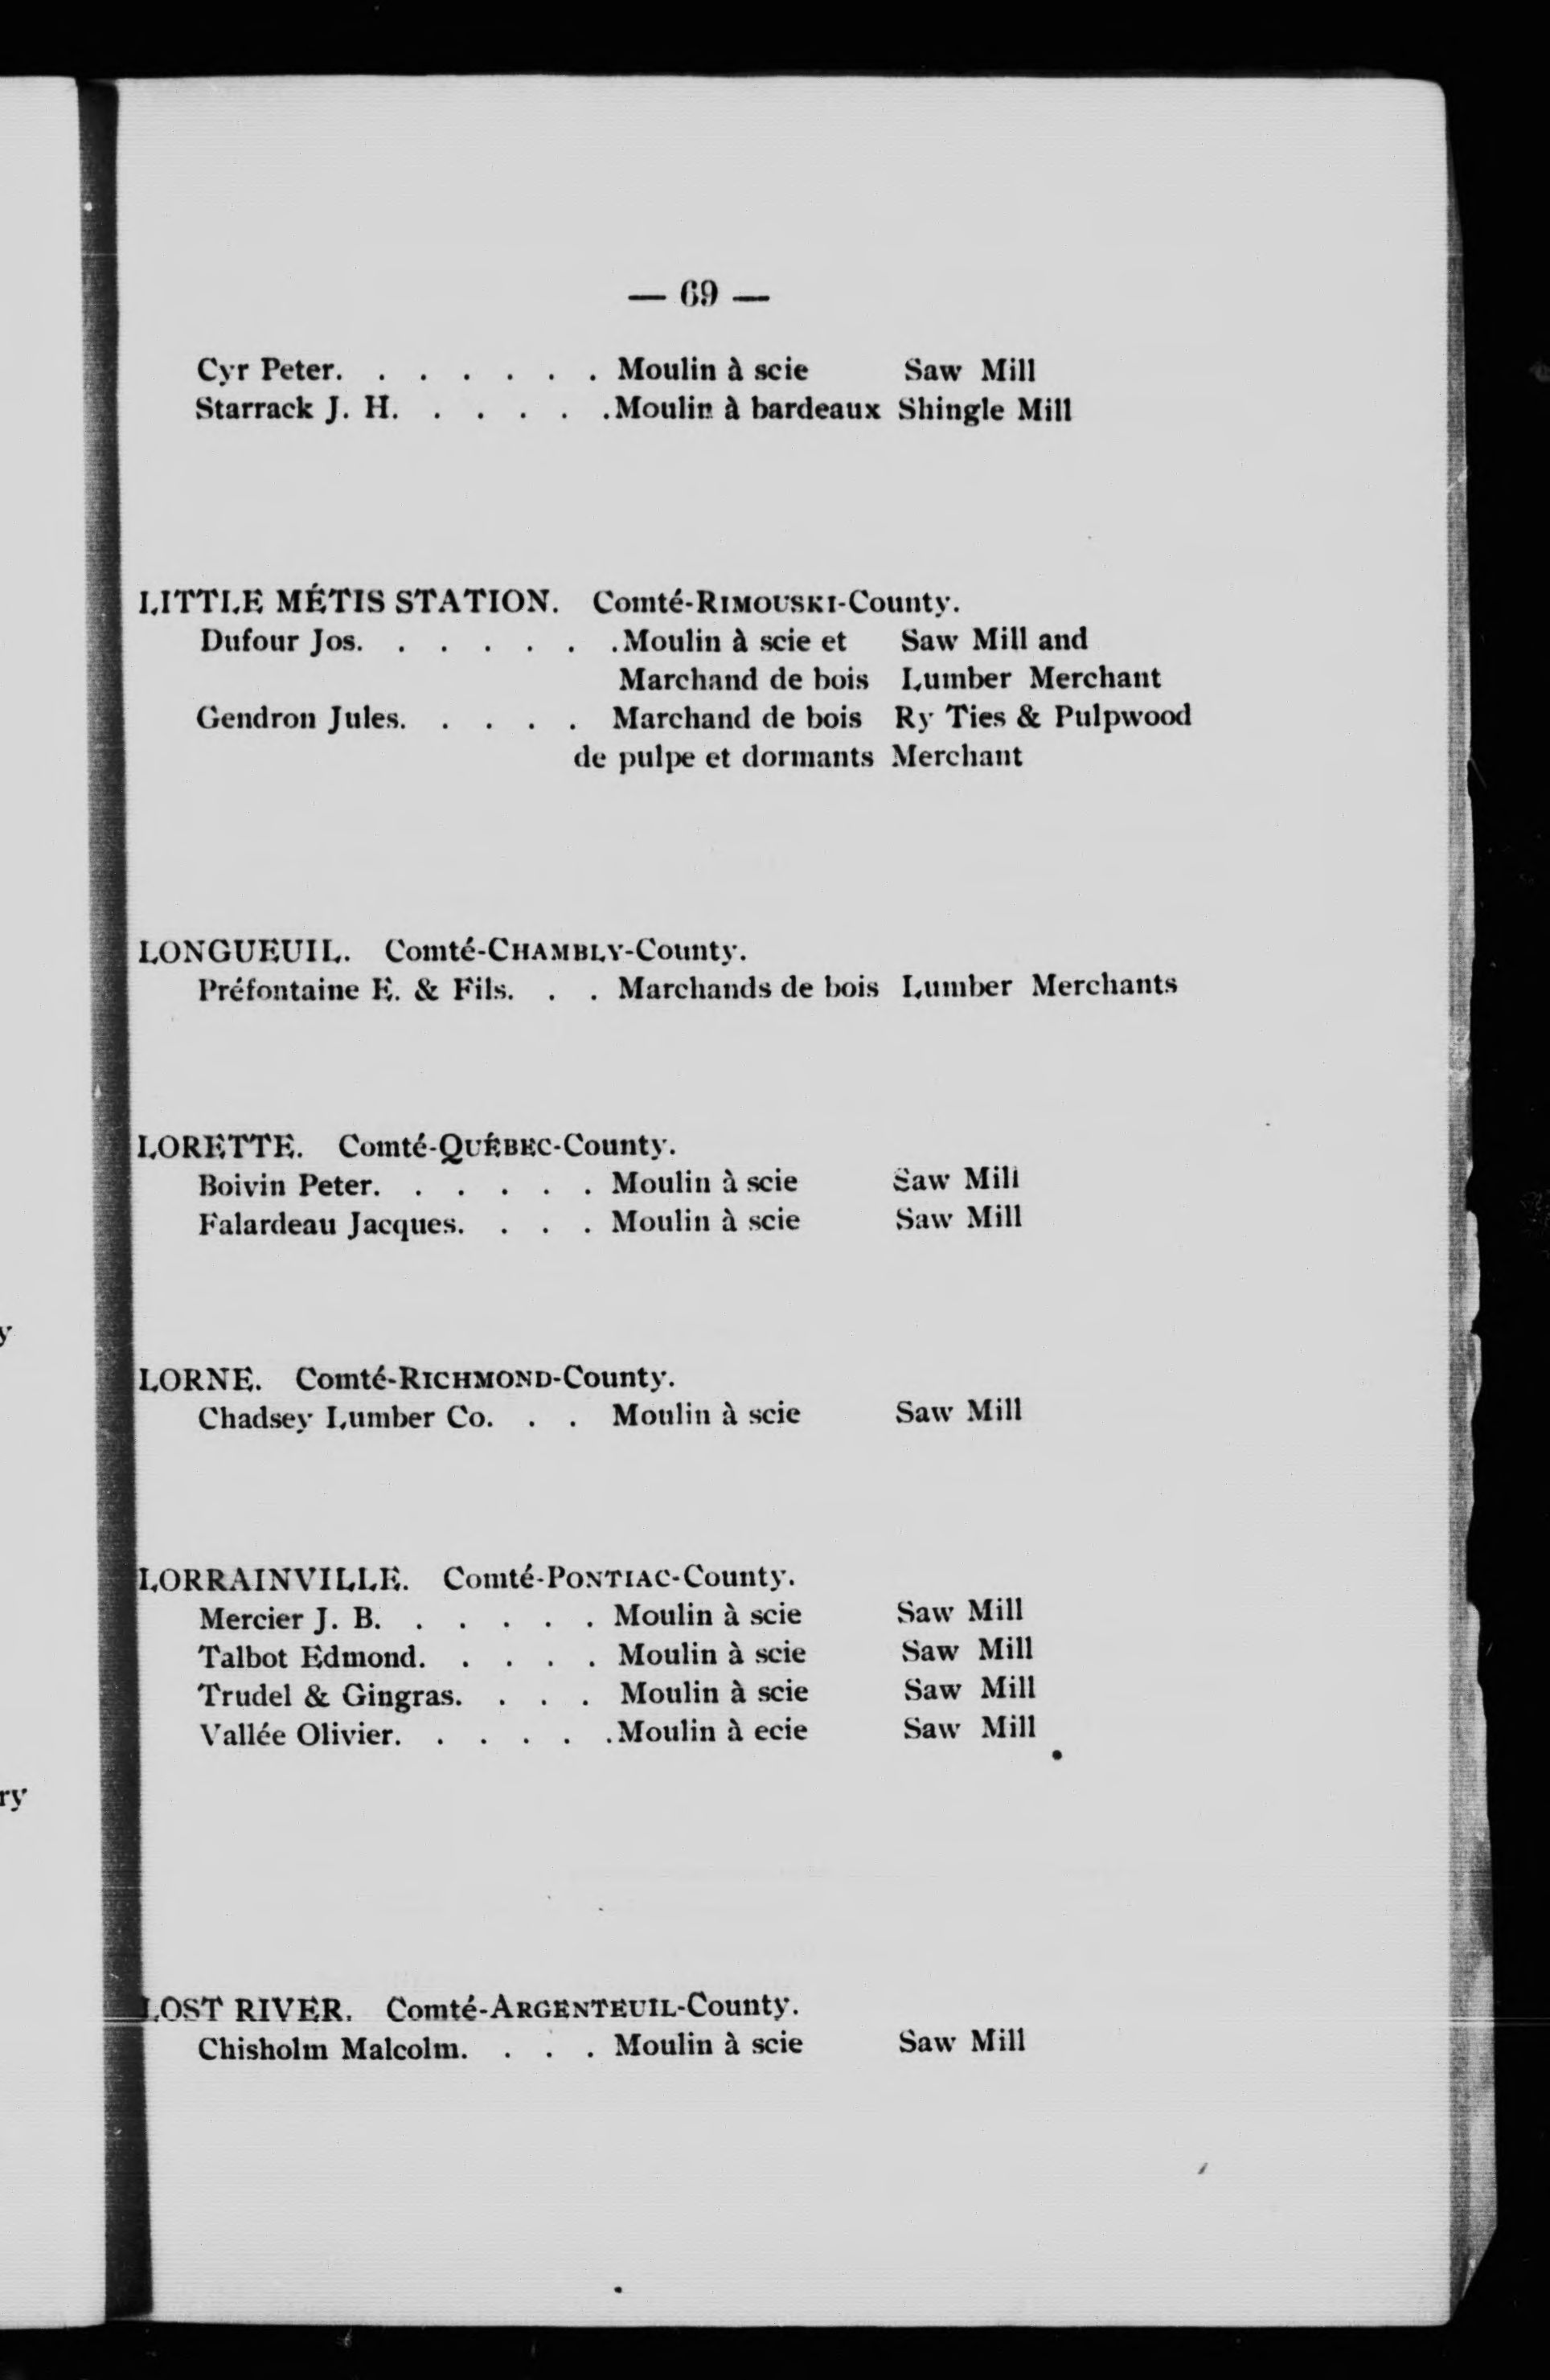 — 69 —
Cyr Peter. . . . . . . Moulin à scie Saw Mill
Starrack J. H. . . . . .Moulin à bardeaux Shingle Mill
LITTLE MÉTIS STATION. Comté-RIMOUSKI-County.
Dufour Jos. . . . . . .Moulin à scie et Saw Mill and
Marchand de bois Lumber Merchant
Gendron Jules. . . . . Marchand de bois Ry Ties & Pulpwood
de pulpe et dormants Merchant
LONGUEUIL. Comté-CHAMBLY-County.
Préfontaine E. & Fils. . . Marchands de bois Lumber Merchants
LORETTE. Comté-QUÉBEC-County.
Boivin Peter. . . . . . Moulin à scie Saw Mill
Falardeau Jacques. . . . Moulin à scie Saw Mill
LORNE. Comté-RICHMOND-County.
Chadsey Lumber Co. . . Moulin à scie Saw Mill
LORRAINVILLE. Comté-PONTIAC-County.
Mercier J. B. . . . . . Moulin à scie Saw Mill
Talbot Edmond. . . . . Moulin à scie Saw Mill
Trudel & Gingras. . . . Moulin à scie Saw Mill
Vallée Olivier. . . . . .Moulin à ecie Saw Mill
LOST RIVER. Comté-ARGENTEUIL-County.
Chisholm Malcolm. . . . Moulin à scie Saw Mill